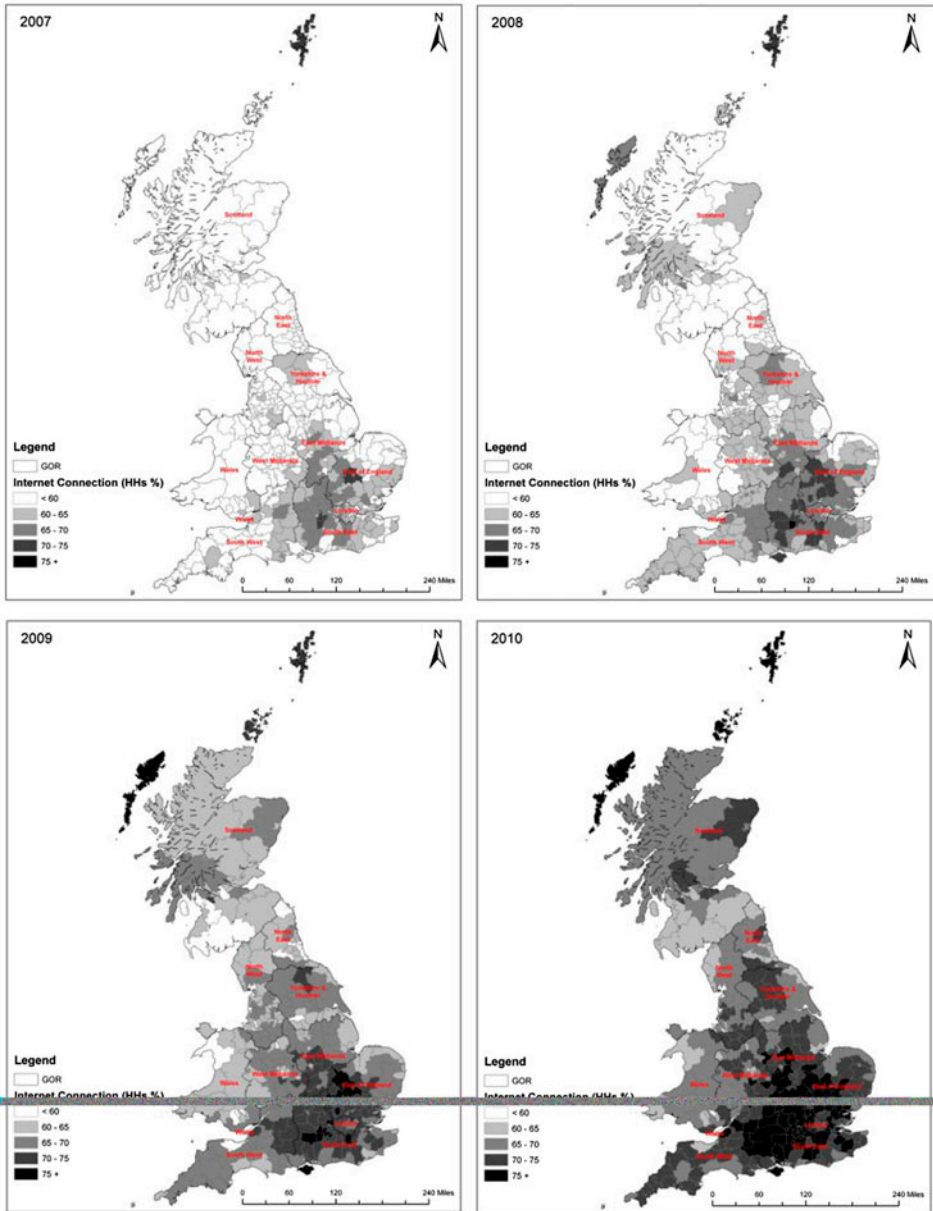 2007
N
Scotland
North
East
North
West
Yorkshire &
Humber
East Midlands
West Midlands
East of England
Wales
London
Wales
South East
South West
Legend
GOR
Internet Connection (HHs %)
< 60
60 - 65
65 - 70
70 - 75
75 +
0 60 120 240 Miles
2008
N
Scotland
North
East
North
West
Yorkshire &
Humber
East Midlands
West Midlands
East of England
Wales
London
Wales
South East
South West
Legend
GOR
Internet Connection (HHs %)
< 60
60 - 65
65 - 70
70 - 75
75 +
0 60 120 240 Miles
2009
N
Scotland
North
East
North
West
Yorkshire &
Humber
East Midlands
West Midlands
East of England
Wales
London
Wales
South East
South West
Legend
GOR
Internet Connection (HHs %)
< 60
60 - 65
65 - 70
70 - 75
75 +
0 60 120 240 Miles
2010
N
Scotland
North
East
North
West
Yorkshire &
Humber
East Midlands
West Midlands
East of England
Wales
London
Wales
South East
South West
Legend
GOR
Internet Connection (HHs %)
< 60
60 - 65
65 - 70
70 - 75
75 +
0 60 120 240 Miles